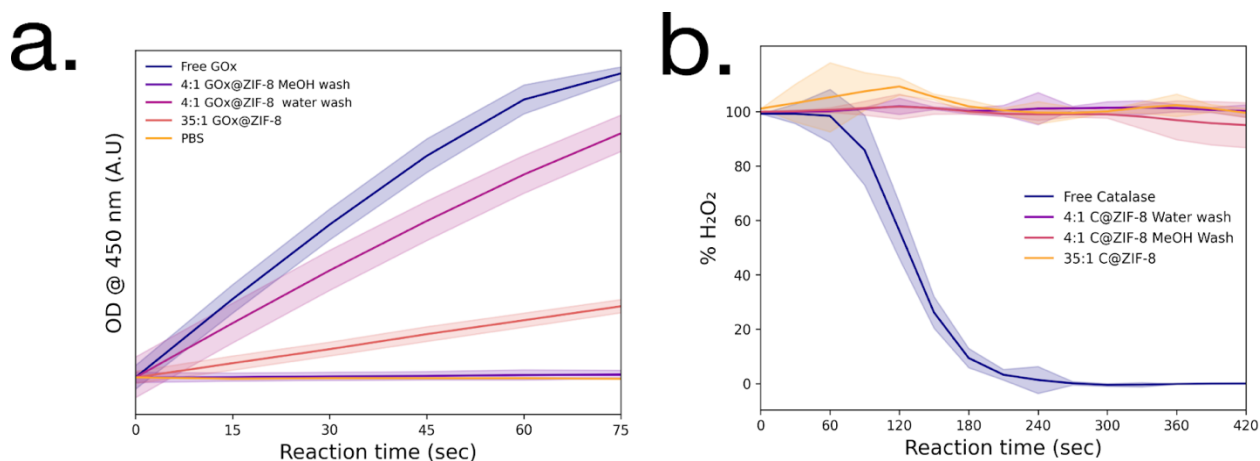 a.
OD @ 450 nm (A.U)
Free GOx
4:1 GOx@ZIF-8 MeOH wash
4:1 GOx@ZIF-8 water wash
35:1 GOx@ZIF-8
PBS
0 15 30 45 60 75
Reaction time (sec)
b.
% H₂O₂
100
80
60
40
20
0
Free Catalase
4:1 C@ZIF-8 Water wash
4:1 C@ZIF-8 MeOH Wash
35:1 C@ZIF-8
0 60 120 180 240 300 360 420
Reaction time (sec)